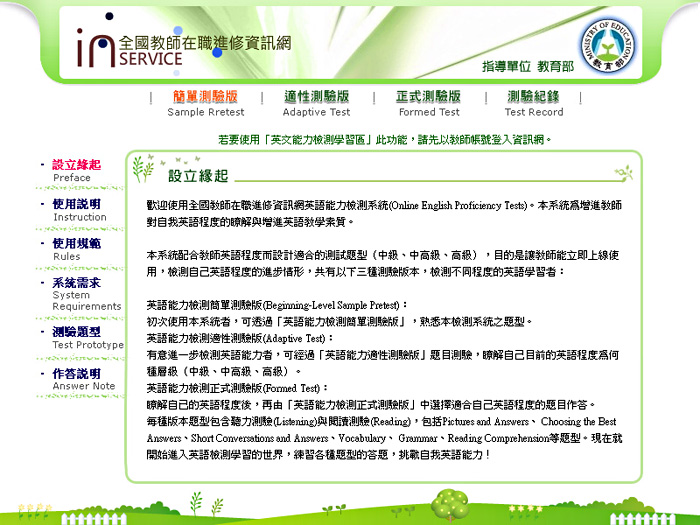 in 全國教師在職進修資訊網
SERVICE
指導單位 教育部
MINISTRY OF EDUCATION
教育部
簡單測驗版
Sample Rretest
適性測驗版
Adaptive Test
正式測驗版
Formed Test
測驗紀錄
Test Record
若要使用「英文能力檢測學習區」此功能，請先以教師帳號登入資訊網。
設立緣起
Preface
使用說明
Instruction
使用規範
Rules
系統需求
System
Requirements
測驗題型
Test Prototype
作答說明
Answer Note
設立緣起
歡迎使用全國教師在職進修資訊網英語能力檢測系統(Online English Proficiency Tests)。本系統為增進教師
對自我英語程度的瞭解與增進英語教學素質。
本系統配合教師英語程度而設計適合的測試題型（中級、中高級、高級），目的是讓教師能立即上線使
用，檢測自己英語程度的進步情形，共有以下三種測驗版本，檢測不同程度的英語學習者：
英語能力檢測簡單測驗版(Beginning-Level Sample Pretest)：
初次使用本系統者，可透過「英語能力檢測簡單測驗版」，熟悉本檢測系統之題型。
英語能力檢測適性測驗版(Adaptive Test)：
有意進一步檢測英語能力者，可經過「英語能力適性測驗版」題目測驗，瞭解自己目前的英語程度為何
種層級（中級、中高級、高級）。
英語能力檢測正式測驗版(Formed Test)：
瞭解自己的英語程度後，再由「英語能力檢測正式測驗版」中選擇適合自己英語程度的題目作答。
每種版本題型包含聽力測驗(Listening)與閱讀測驗(Reading)，包括Pictures and Answers、 Choosing the Best
Answers、Short Conversations and Answers、Vocabulary、 Grammar、Reading Comprehension等題型。現在就
開始進入英語檢測學習的世界，練習各種題型的答題，挑戰自我英語能力！